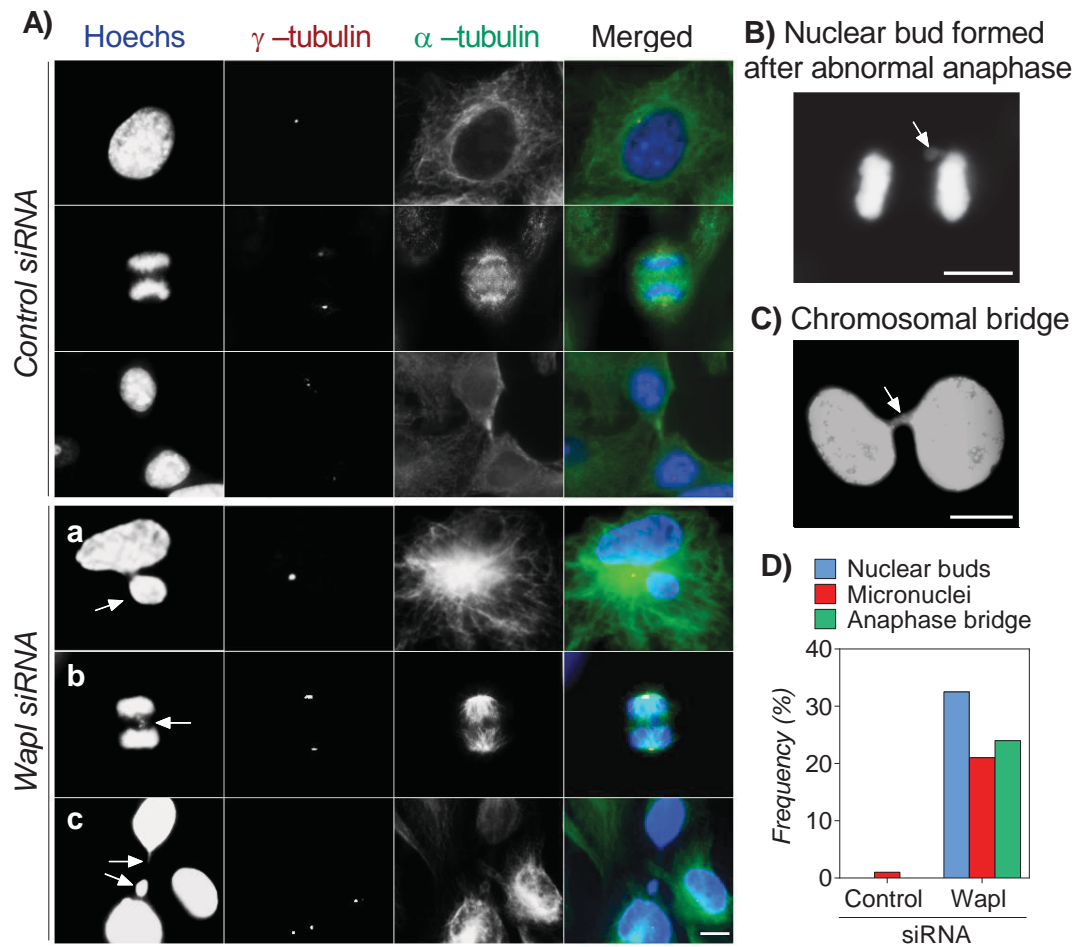 A)
Hoechs γ –tubulin α –tubulin Merged
Control siRNA
Wapl siRNA
a
b
c
B) Nuclear bud formed
after abnormal anaphase
C) Chromosomal bridge
D)
Nuclear buds
Micronuclei
Anaphase bridge
Frequency (%)
40
30
20
10
0
Control Wapl
siRNA